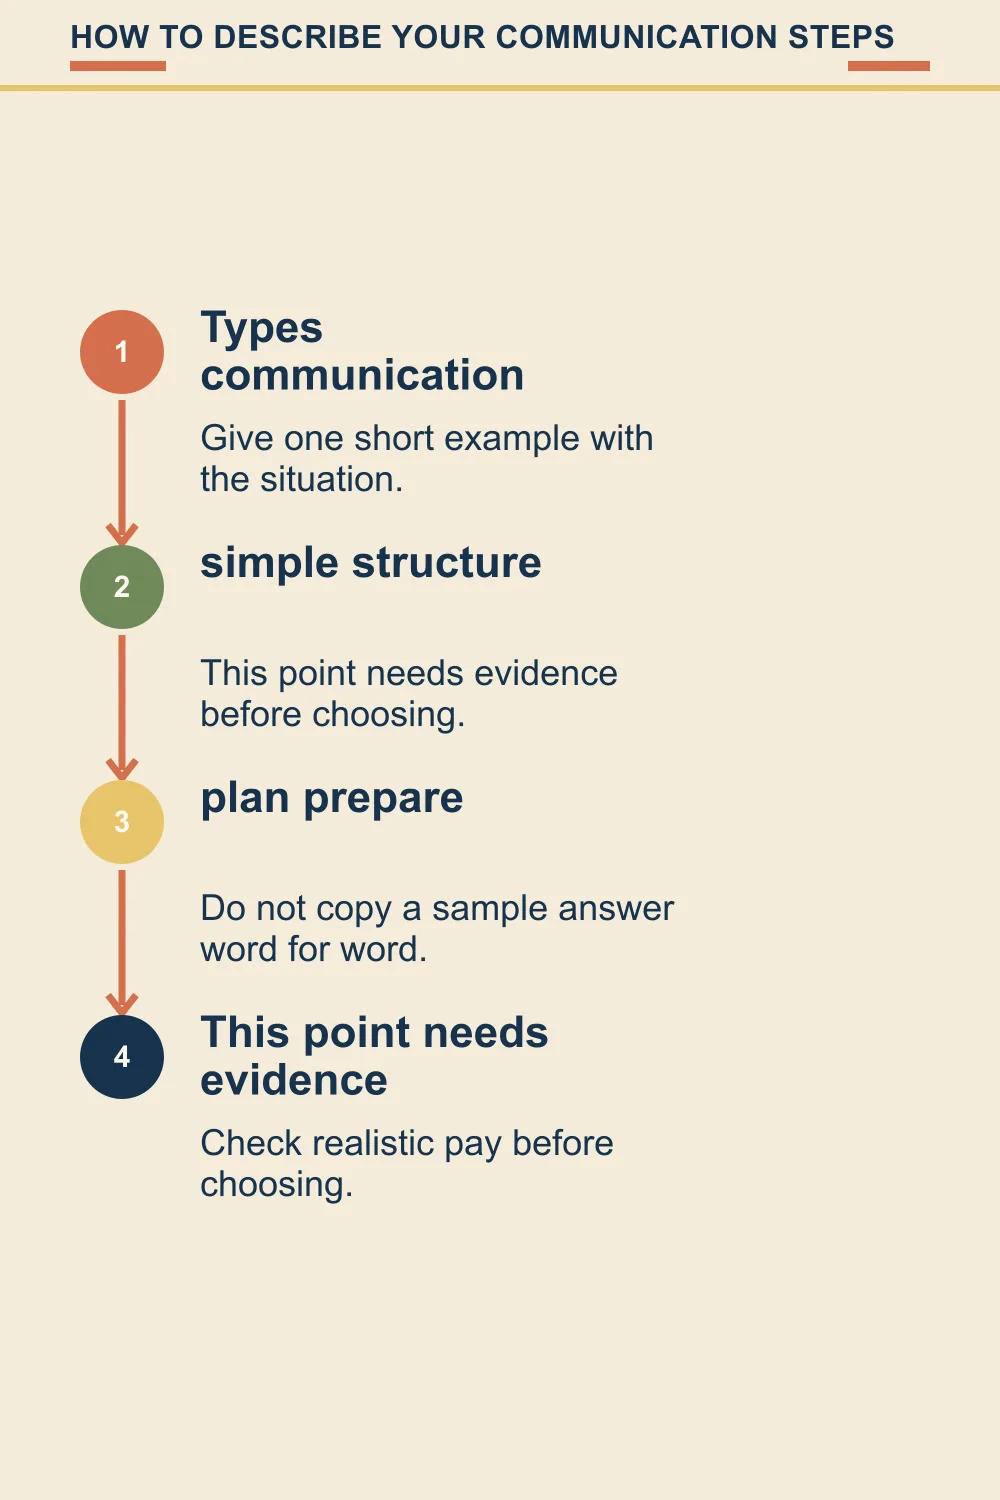 HOW TO DESCRIBE YOUR COMMUNICATION STEPS
1
Types
communication
Give one short example with
the situation.
2
simple structure
This point needs evidence
before choosing.
3
plan prepare
Do not copy a sample answer
word for word.
4
This point needs
evidence
Check realistic pay before
choosing.